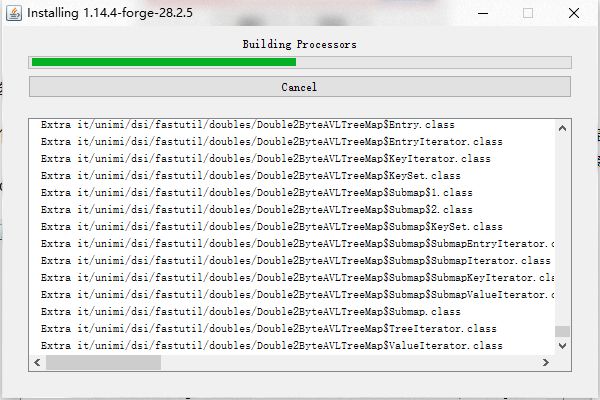 Installing 1.14.4-forge-28.2.5
Building Processors
Cancel
Extra it/unimi/dsi/fastutil/doubles/Double2ByteAVLTreeMap$Entry.class
Extra it/unimi/dsi/fastutil/doubles/Double2ByteAVLTreeMap$EntryIterator.class
Extra it/unimi/dsi/fastutil/doubles/Double2ByteAVLTreeMap$KeyIterator.class
Extra it/unimi/dsi/fastutil/doubles/Double2ByteAVLTreeMap$KeySet.class
Extra it/unimi/dsi/fastutil/doubles/Double2ByteAVLTreeMap$Submap$1.class
Extra it/unimi/dsi/fastutil/doubles/Double2ByteAVLTreeMap$Submap$2.class
Extra it/unimi/dsi/fastutil/doubles/Double2ByteAVLTreeMap$Submap$KeySet.class
Extra it/unimi/dsi/fastutil/doubles/Double2ByteAVLTreeMap$Submap$SubmapEntryIterator.c
Extra it/unimi/dsi/fastutil/doubles/Double2ByteAVLTreeMap$Submap$SubmapIterator.class
Extra it/unimi/dsi/fastutil/doubles/Double2ByteAVLTreeMap$Submap$SubmapKeyIterator.cla
Extra it/unimi/dsi/fastutil/doubles/Double2ByteAVLTreeMap$Submap$SubmapValueIterator.c
Extra it/unimi/dsi/fastutil/doubles/Double2ByteAVLTreeMap$Submap.class
Extra it/unimi/dsi/fastutil/doubles/Double2ByteAVLTreeMap$TreeIterator.class
Extra it/unimi/dsi/fastutil/doubles/Double2ByteAVLTreeMap$ValueIterator.class